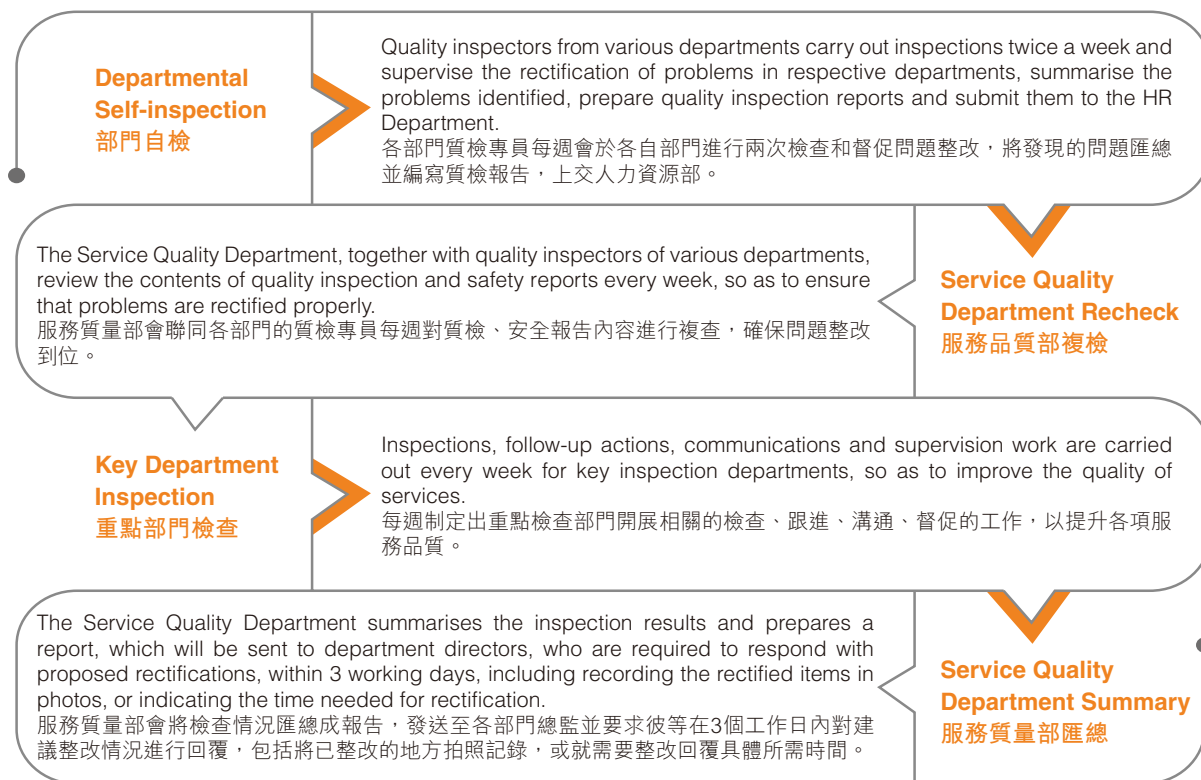 Departmental
Self-inspection
部門自檢
Quality inspectors from various departments carry out inspections twice a week and
supervise the rectification of problems in respective departments, summarise the
problems identified, prepare quality inspection reports and submit them to the HR
Department.
各部門質檢專員每週會於各自部門進行兩次檢查和督促問題整改，將發現的問題匯總
並編寫質檢報告，上交人力資源部。
The Service Quality Department, together with quality inspectors of various departments,
review the contents of quality inspection and safety reports every week, so as to ensure
that problems are rectified properly.
服務質量部會聯同各部門的質檢專員每週對質檢、安全報告內容進行複查，確保問題整改
到位。
Service Quality
Department Recheck
服務品質部複檢
Key Department
Inspection
重點部門檢查
Inspections, follow-up actions, communications and supervision work are carried
out every week for key inspection departments, so as to improve the quality of
services.
每週制定出重點檢查部門開展相關的檢查、跟進、溝通、督促的工作，以提升各項服
務品質。
The Service Quality Department summarises the inspection results and prepares a
report, which will be sent to department directors, who are required to respond with
proposed rectifications, within 3 working days, including recording the rectified items in
photos, or indicating the time needed for rectification.
服務質量部會將檢查情況匯總成報告，發送至各部門總監並要求彼等在3個工作日內對建
議整改情況進行回覆，包括將已整改的地方拍照記錄，或就需要整改回覆具體所需時間。
Service Quality
Department Summary
服務質量部匯總